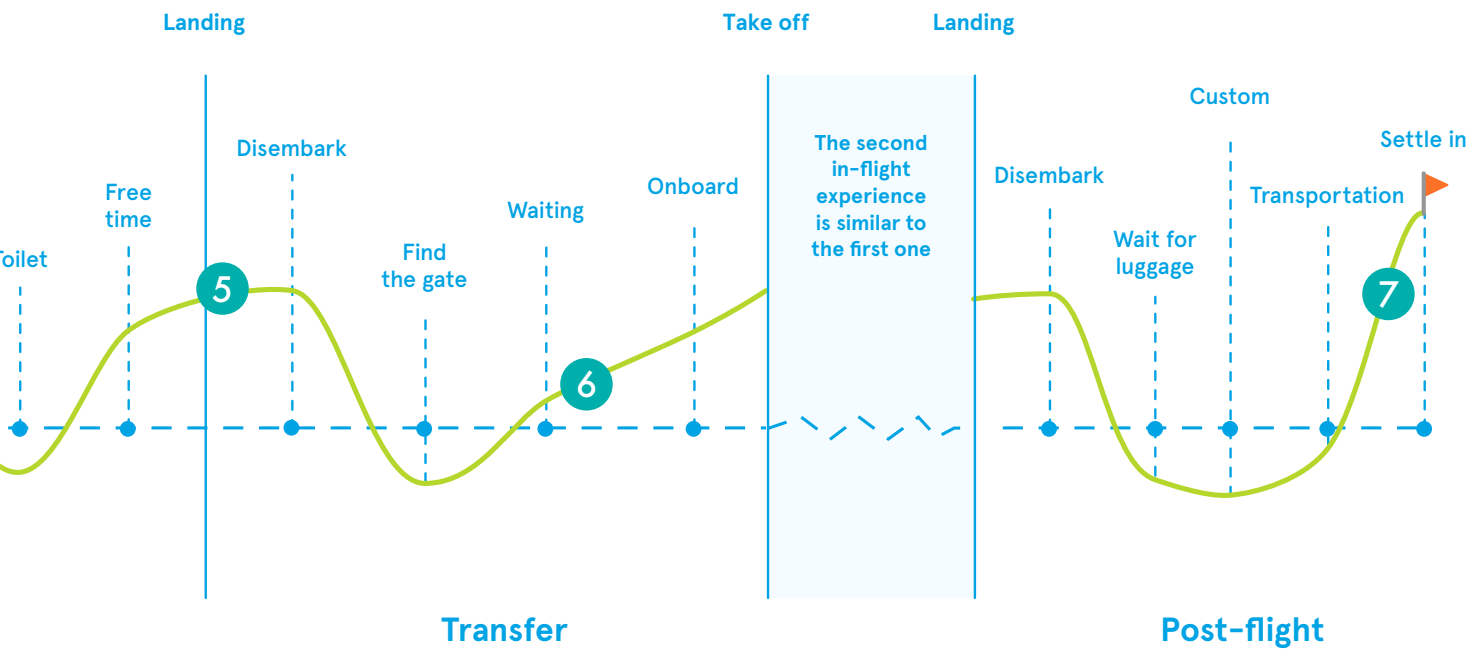 Landing
Take off
Landing
Toilet
Free
time
5
Disembark
Find
the gate
Waiting
6
Onboard
The second
in-flight
experience
is similar to
the first one
Disembark
Wait for
luggage
Custom
Transportation
Settle in
7
Transfer
Post-flight